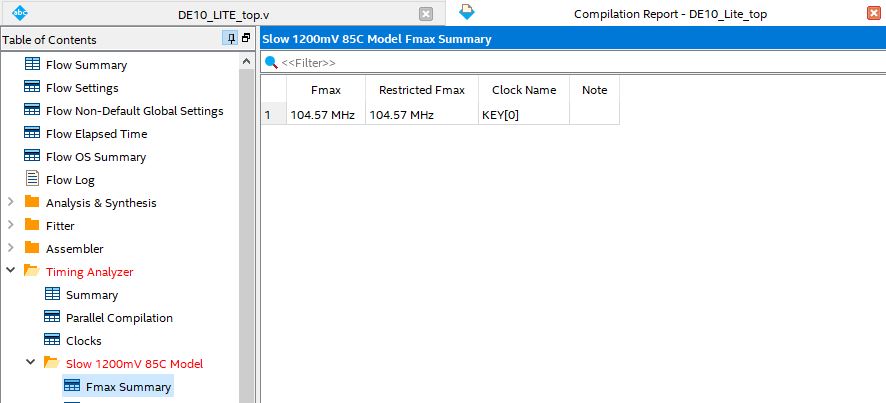 abc
DE10_LITE_top.v
Compilation Report - DE10_Lite_top
Table of Contents
Slow 1200mV 85C Model Fmax Summary
<<Filter>>
Flow Summary
Flow Settings
Flow Non-Default Global Settings
Flow Elapsed Time
Flow OS Summary
Flow Log
Analysis & Synthesis
Fitter
Assembler
Timing Analyzer
Summary
Parallel Compilation
Clocks
Slow 1200mV 85C Model
Fmax Summary
Fmax Restricted Fmax Clock Name Note
1 104.57 MHz 104.57 MHz KEY[0]